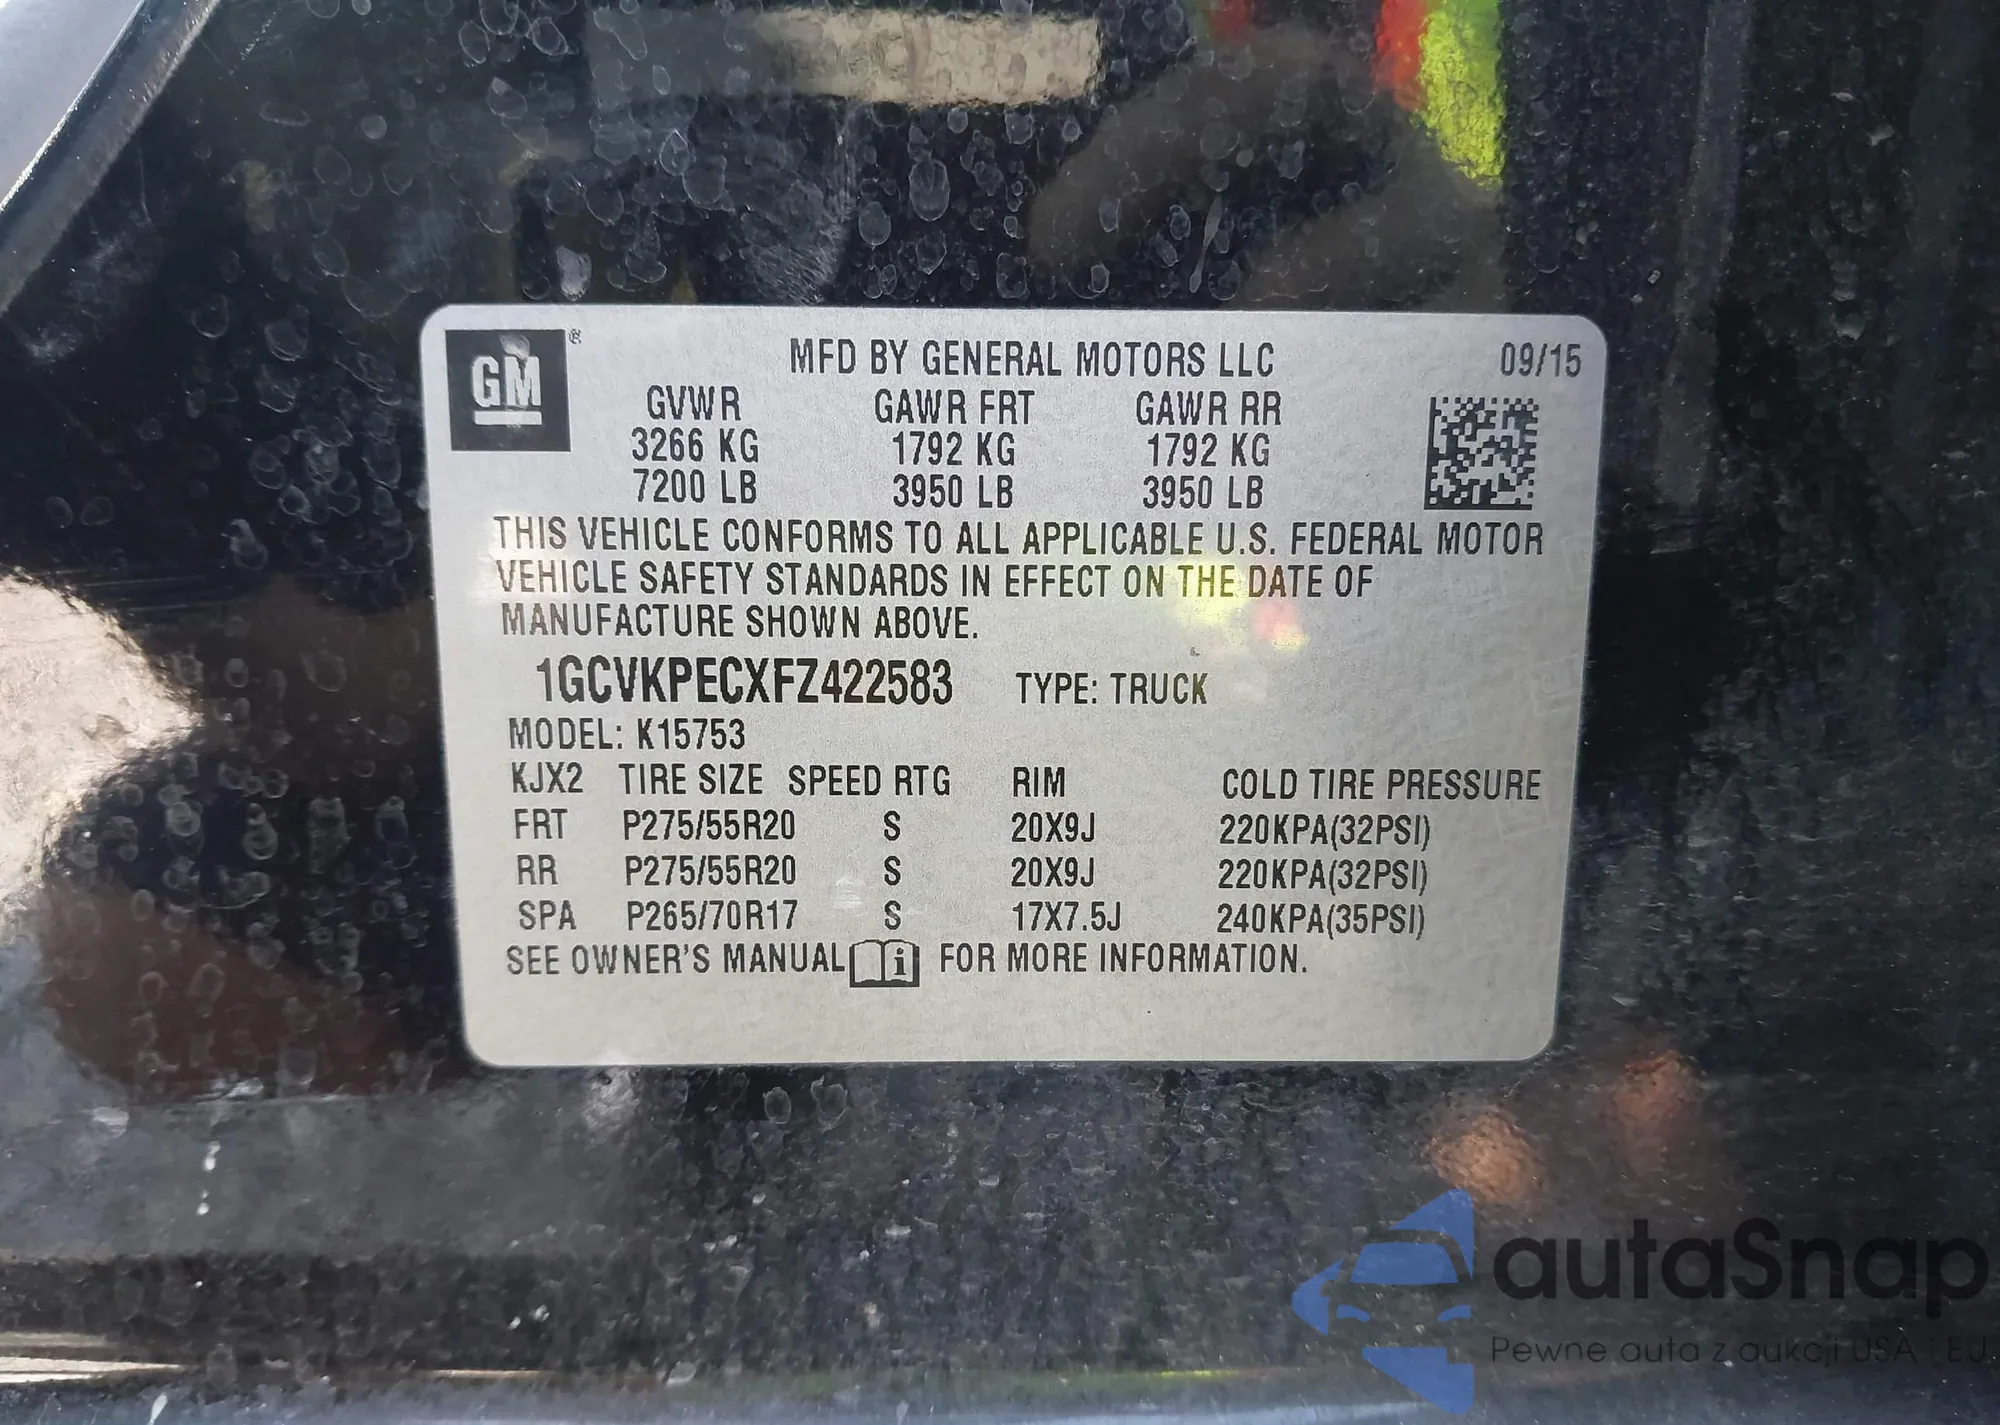 GM ®
MFD BY GENERAL MOTORS LLC 09/15
GVWR GAWR FRT GAWR RR
3266 KG 1792 KG 1792 KG
7200 LB 3950 LB 3950 LB
THIS VEHICLE CONFORMS TO ALL APPLICABLE U.S. FEDERAL MOTOR
VEHICLE SAFETY STANDARDS IN EFFECT ON THE DATE OF
MANUFACTURE SHOWN ABOVE.
1GCVKPECXFZ422583 TYPE: TRUCK
MODEL: K15753
KJX2 TIRE SIZE SPEED RTG RIM COLD TIRE PRESSURE
FRT P275/55R20 S 20X9J 220KPA(32PSI)
RR P275/55R20 S 20X9J 220KPA(32PSI)
SPA P265/70R17 S 17X7.5J 240KPA(35PSI)
SEE OWNER'S MANUAL i FOR MORE INFORMATION.
autaSnap
Pewne auta z aukcji USA i EU